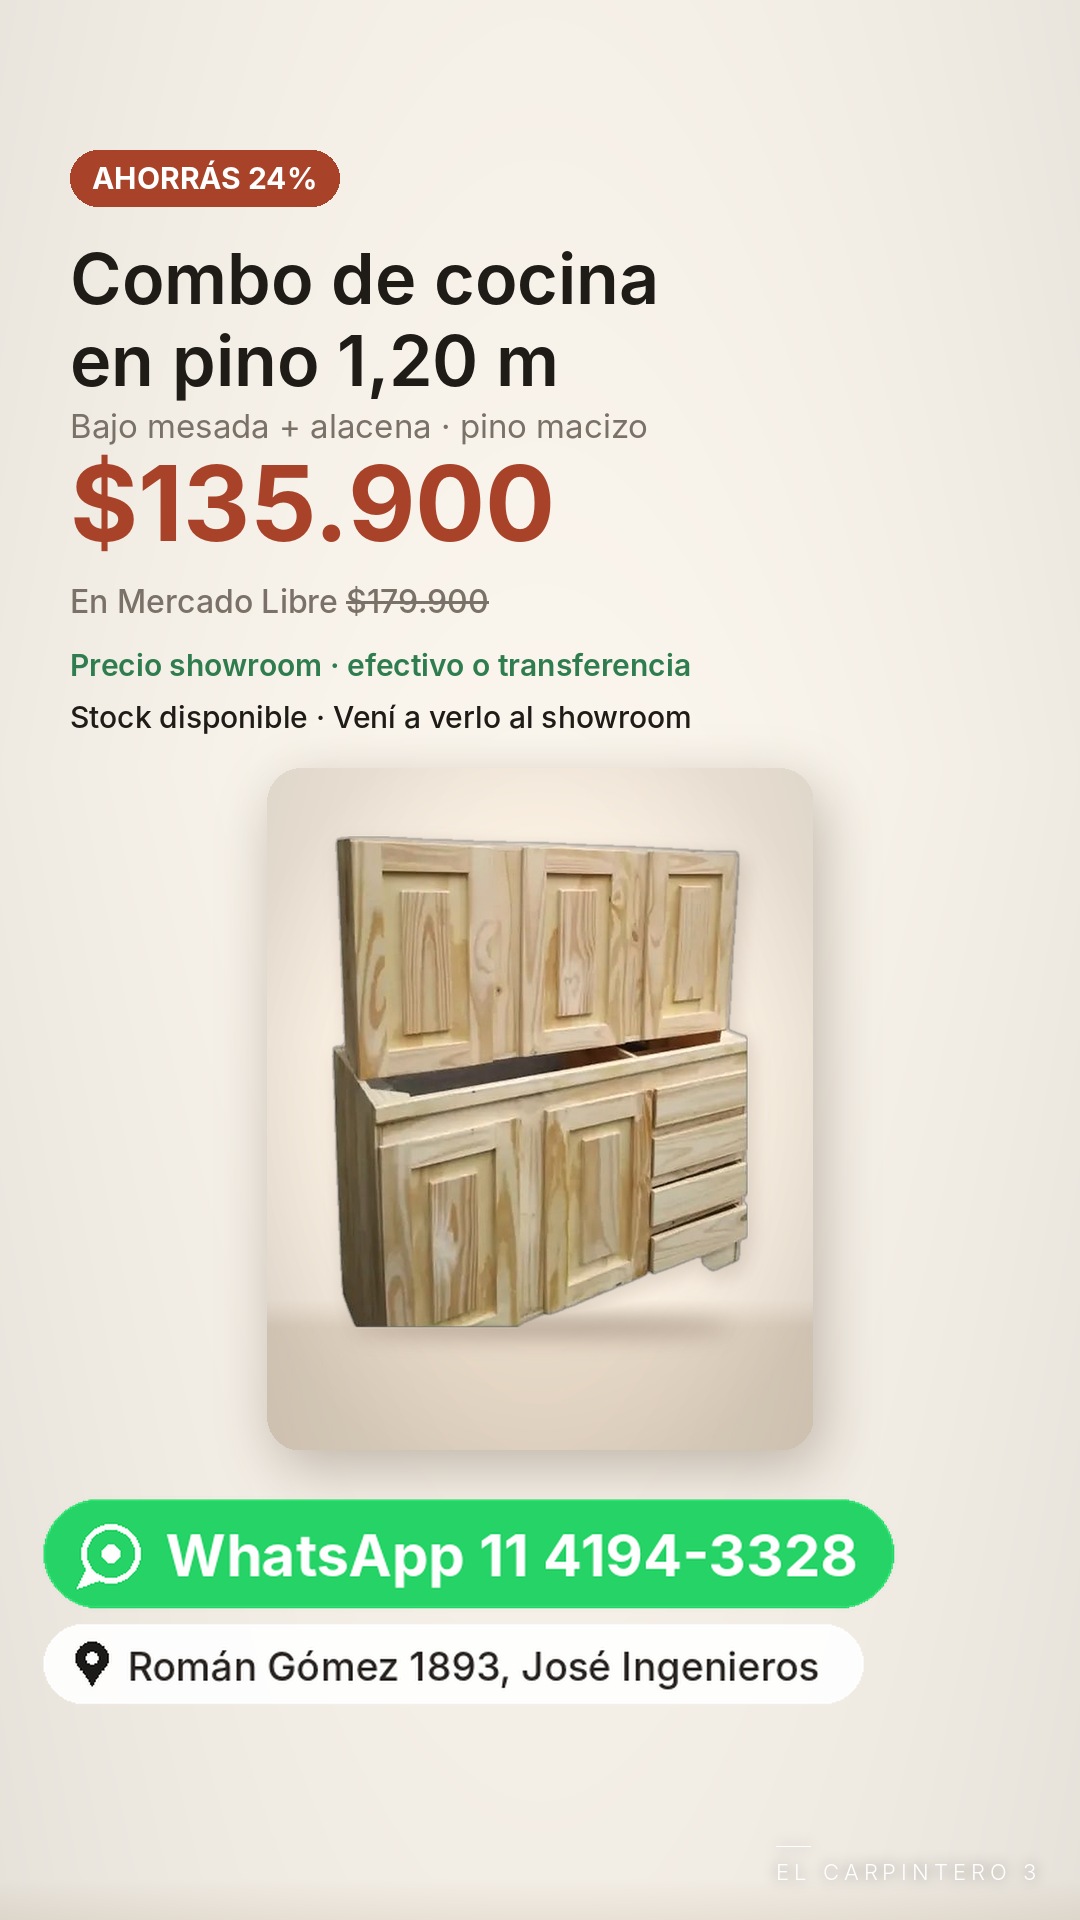 AHORRÁS 24%
Combo de cocina
en pino 1,20 m
Bajo mesada + alacena · pino macizo
$135.900
En Mercado Libre $179.900
Precio showroom · efectivo o transferencia
Stock disponible · Vení a verlo al showroom
WhatsApp 11 4194-3328
Román Gómez 1893, José Ingenieros
EL CARPINTERO 3